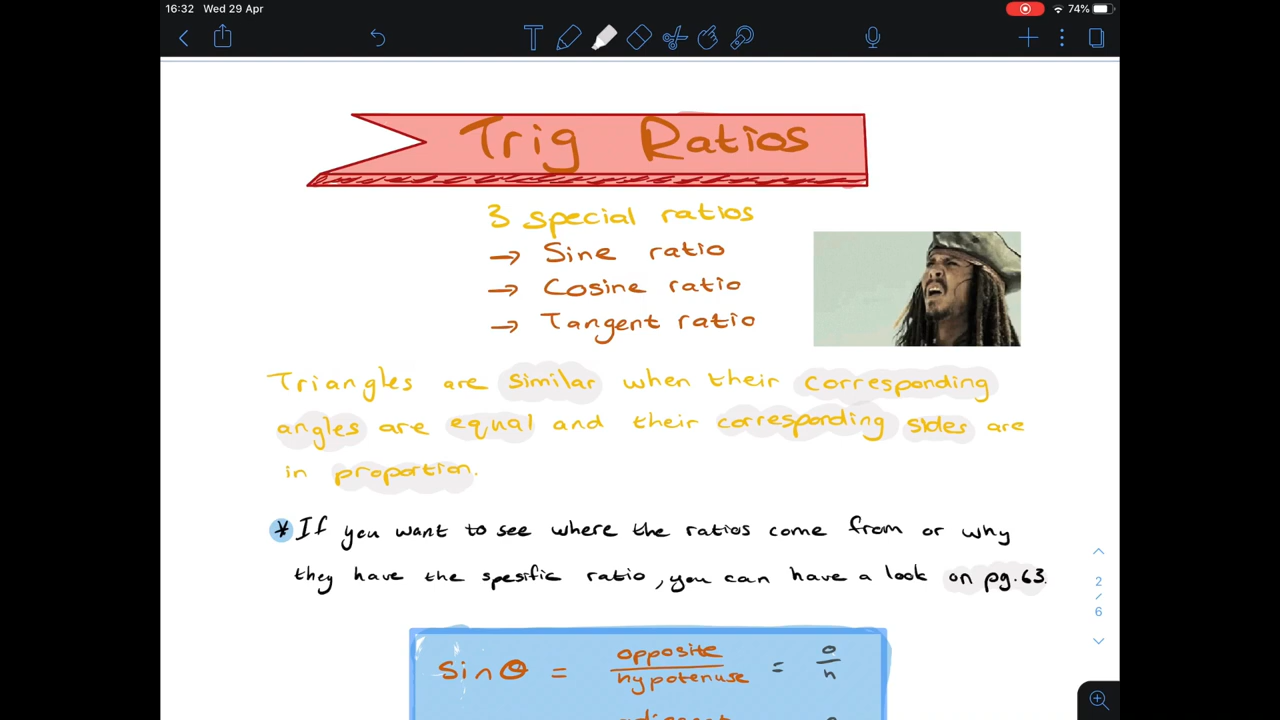 16:32 Wed 29 Apr
74%
Trig Ratios
3 special ratios
→ Sine ratio
→ Cosine ratio
→ Tangent ratio
Triangles are similar when their corresponding
angles are equal and their corresponding sides are
in proportion.
* If you want to see where the ratios come from or why
they have the spesific ratio, you can have a look on pg. 63.
2
/
6
sin θ = opposite/hypotenuse = o/h